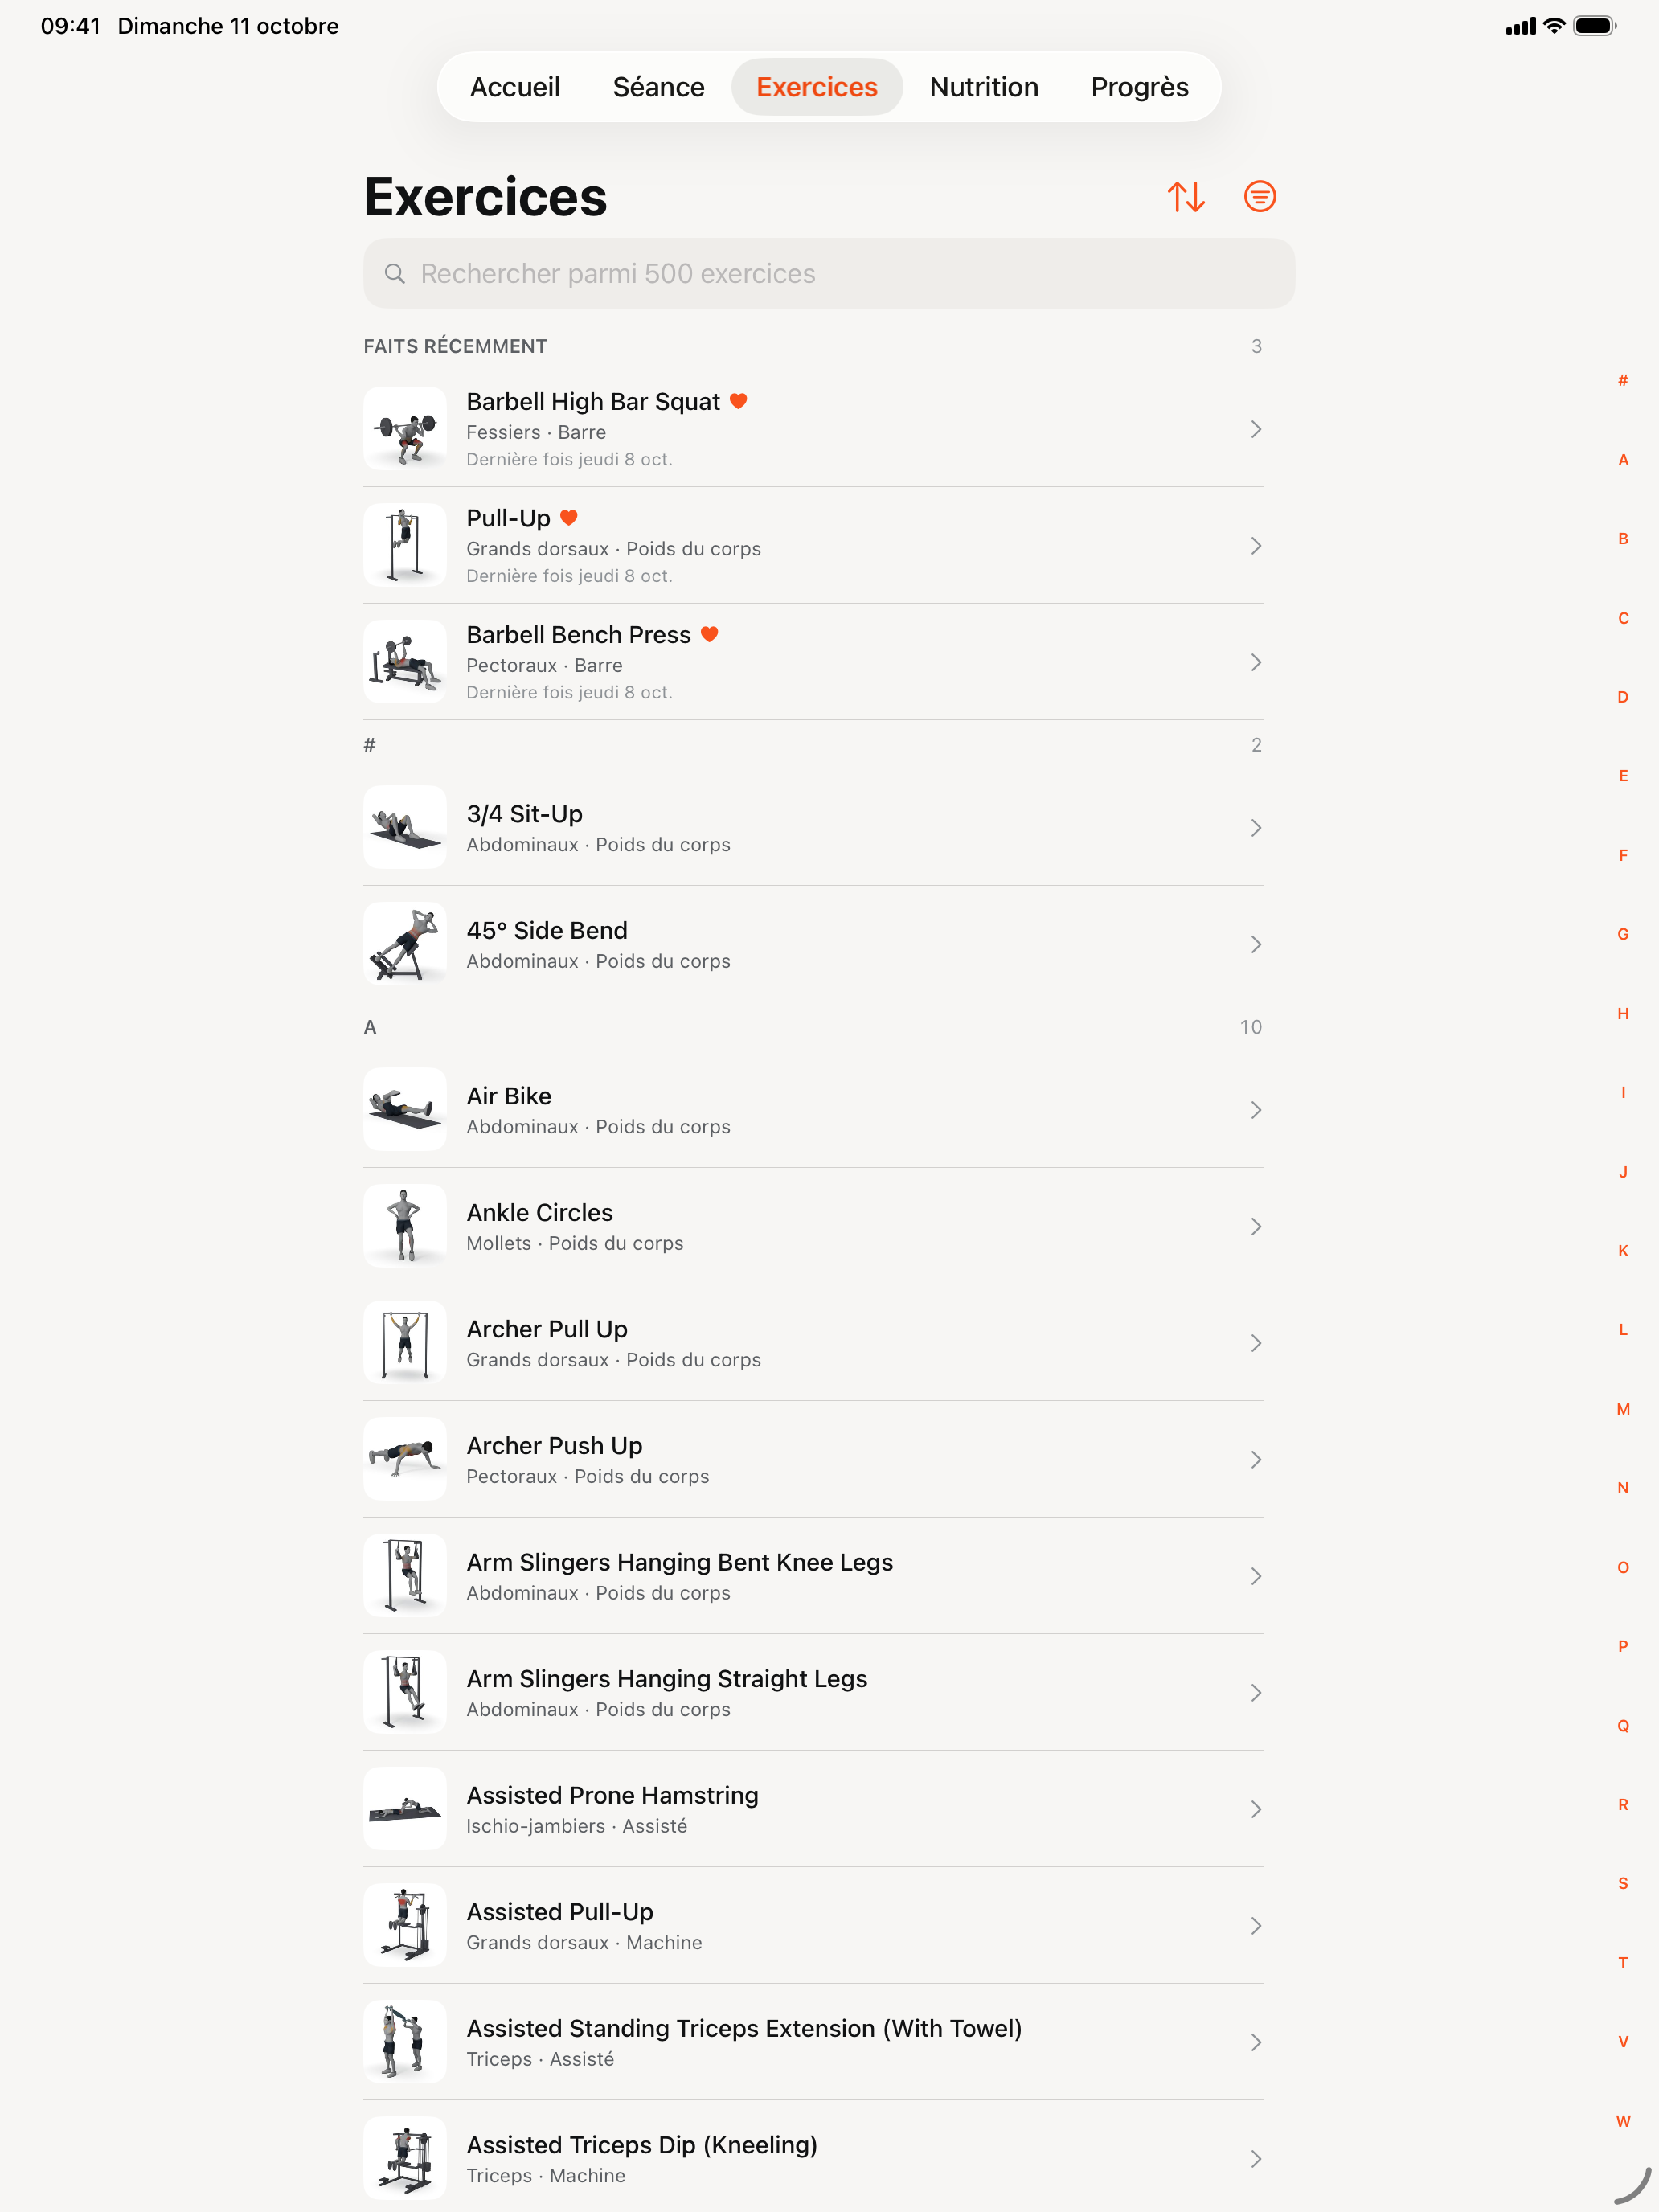 09:41 Dimanche 11 octobre
Accueil Séance Exercices Nutrition Progrès
Exercices
Rechercher parmi 500 exercices
FAITS RÉCEMMENT 3
Barbell High Bar Squat
Fessiers · Barre
Dernière fois jeudi 8 oct.
Pull-Up
Grands dorsaux · Poids du corps
Dernière fois jeudi 8 oct.
Barbell Bench Press
Pectoraux · Barre
Dernière fois jeudi 8 oct.
# 2
3/4 Sit-Up
Abdominaux · Poids du corps
45° Side Bend
Abdominaux · Poids du corps
A 10
Air Bike
Abdominaux · Poids du corps
Ankle Circles
Mollets · Poids du corps
Archer Pull Up
Grands dorsaux · Poids du corps
Archer Push Up
Pectoraux · Poids du corps
Arm Slingers Hanging Bent Knee Legs
Abdominaux · Poids du corps
Arm Slingers Hanging Straight Legs
Abdominaux · Poids du corps
Assisted Prone Hamstring
Ischio-jambiers · Assisté
Assisted Pull-Up
Grands dorsaux · Machine
Assisted Standing Triceps Extension (With Towel)
Triceps · Assisté
Assisted Triceps Dip (Kneeling)
Triceps · Machine
#
A
B
C
D
E
F
G
H
I
J
K
L
M
N
O
P
Q
R
S
T
V
W